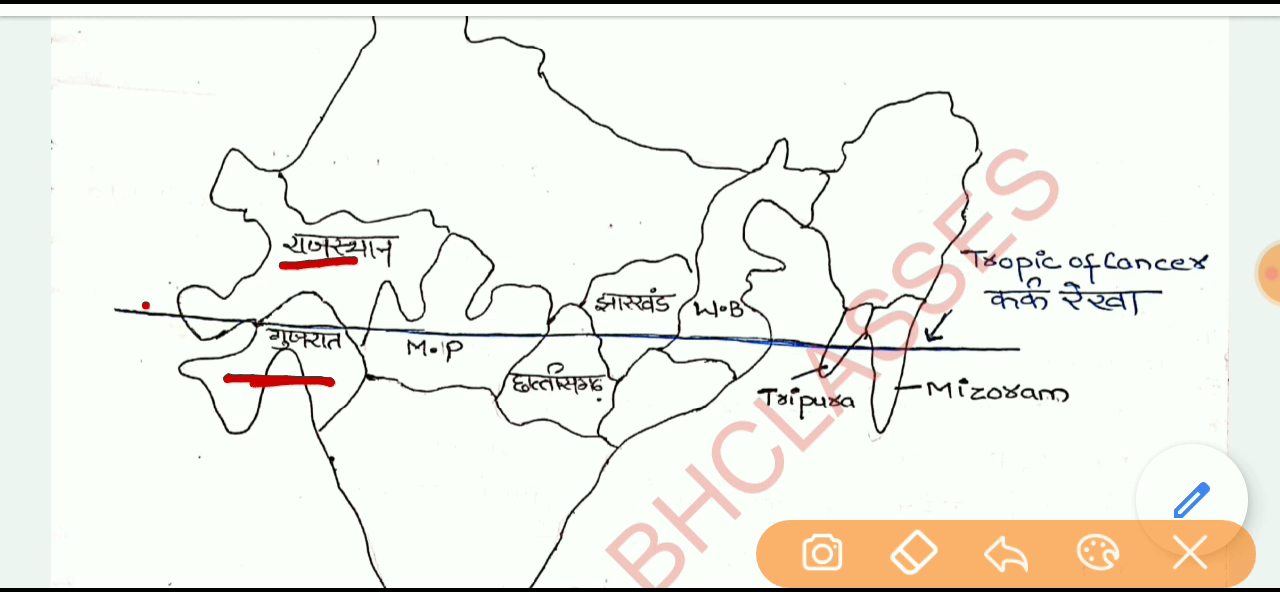 राजस्थान
Tropic of Cancer
कर्क रेखा
झारखंड
W.B
गुजरात
M.P
छत्तीसगढ़
Tripura
Mizoram
BHCLASSES